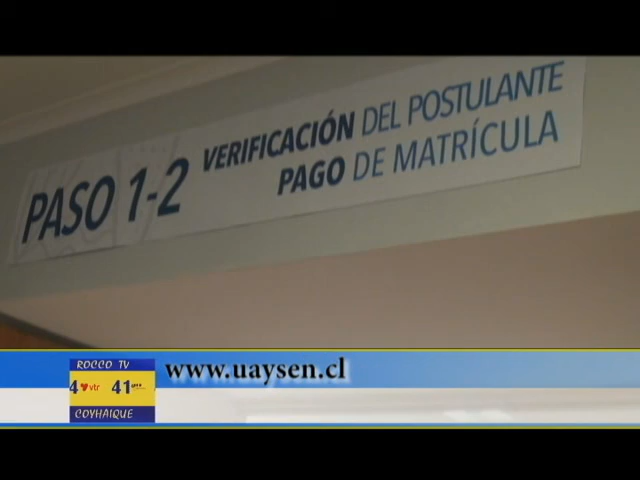 PASO 1-2
VERIFICACIÓN DEL POSTULANTE
PAGO DE MATRÍCULA
www.uaysen.cl
ROCCO TV
4 vtr 41
COYHAIQUE